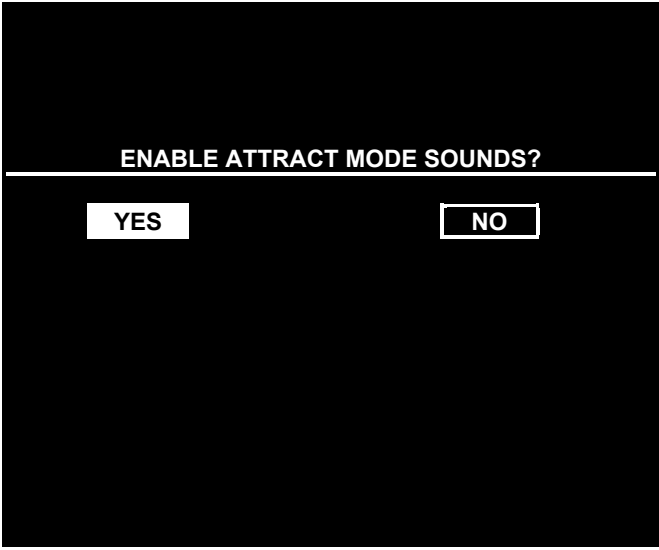 ENABLE ATTRACT MODE SOUNDS?
YES NO